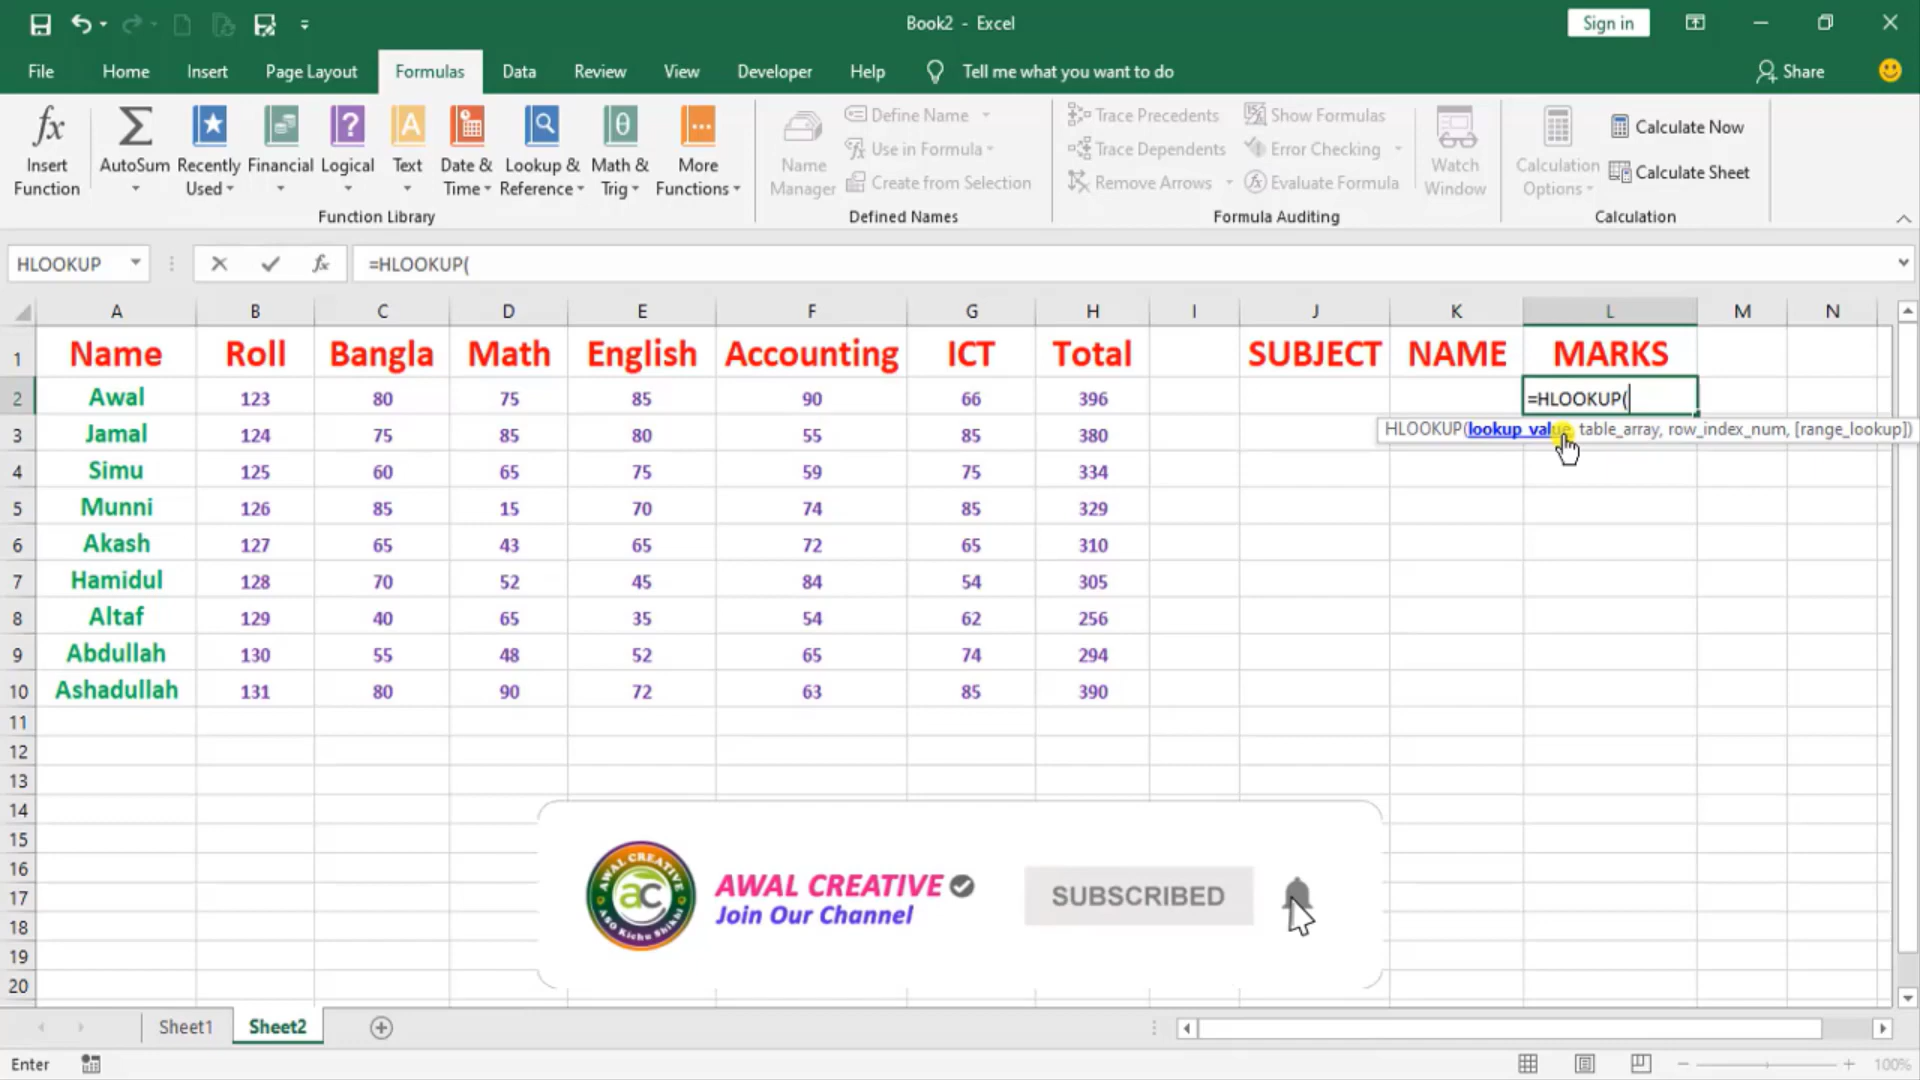 Book2 - Excel
Sign in
File Home Insert Page Layout Formulas Data Review View Developer Help Tell me what you want to do Share
Insert Function
AutoSum
Recently Used
Financial
Logical
Text
Date & Time
Lookup & Reference
Math & Trig
More Functions
Function Library
Name Manager
Define Name
Use in Formula
Create from Selection
Defined Names
Trace Precedents
Trace Dependents
Remove Arrows
Show Formulas
Error Checking
Evaluate Formula
Formula Auditing
Watch Window
Calculation Options
Calculate Now
Calculate Sheet
Calculation
HLOOKUP fx =HLOOKUP(
A B C D E F G H I J K L M N
1 Name Roll Bangla Math English Accounting ICT Total SUBJECT NAME MARKS
2 Awal 123 80 75 85 90 66 396 =HLOOKUP(
HLOOKUP(lookup_value, table_array, row_index_num, [range_lookup])
3 Jamal 124 75 85 80 55 85 380
4 Simu 125 60 65 75 59 75 334
5 Munni 126 85 15 70 74 85 329
6 Akash 127 65 43 65 72 65 310
7 Hamidul 128 70 52 45 84 54 305
8 Altaf 129 40 65 35 54 62 256
9 Abdullah 130 55 48 52 65 74 294
10 Ashadullah 131 80 90 72 63 85 390
11
12
13
14
15
16
17
18
19
20
AWAL CREATIVE
ac
ASO Kichu Shikhi
AWAL CREATIVE
Join Our Channel
SUBSCRIBED
Sheet1 Sheet2
Enter
100%